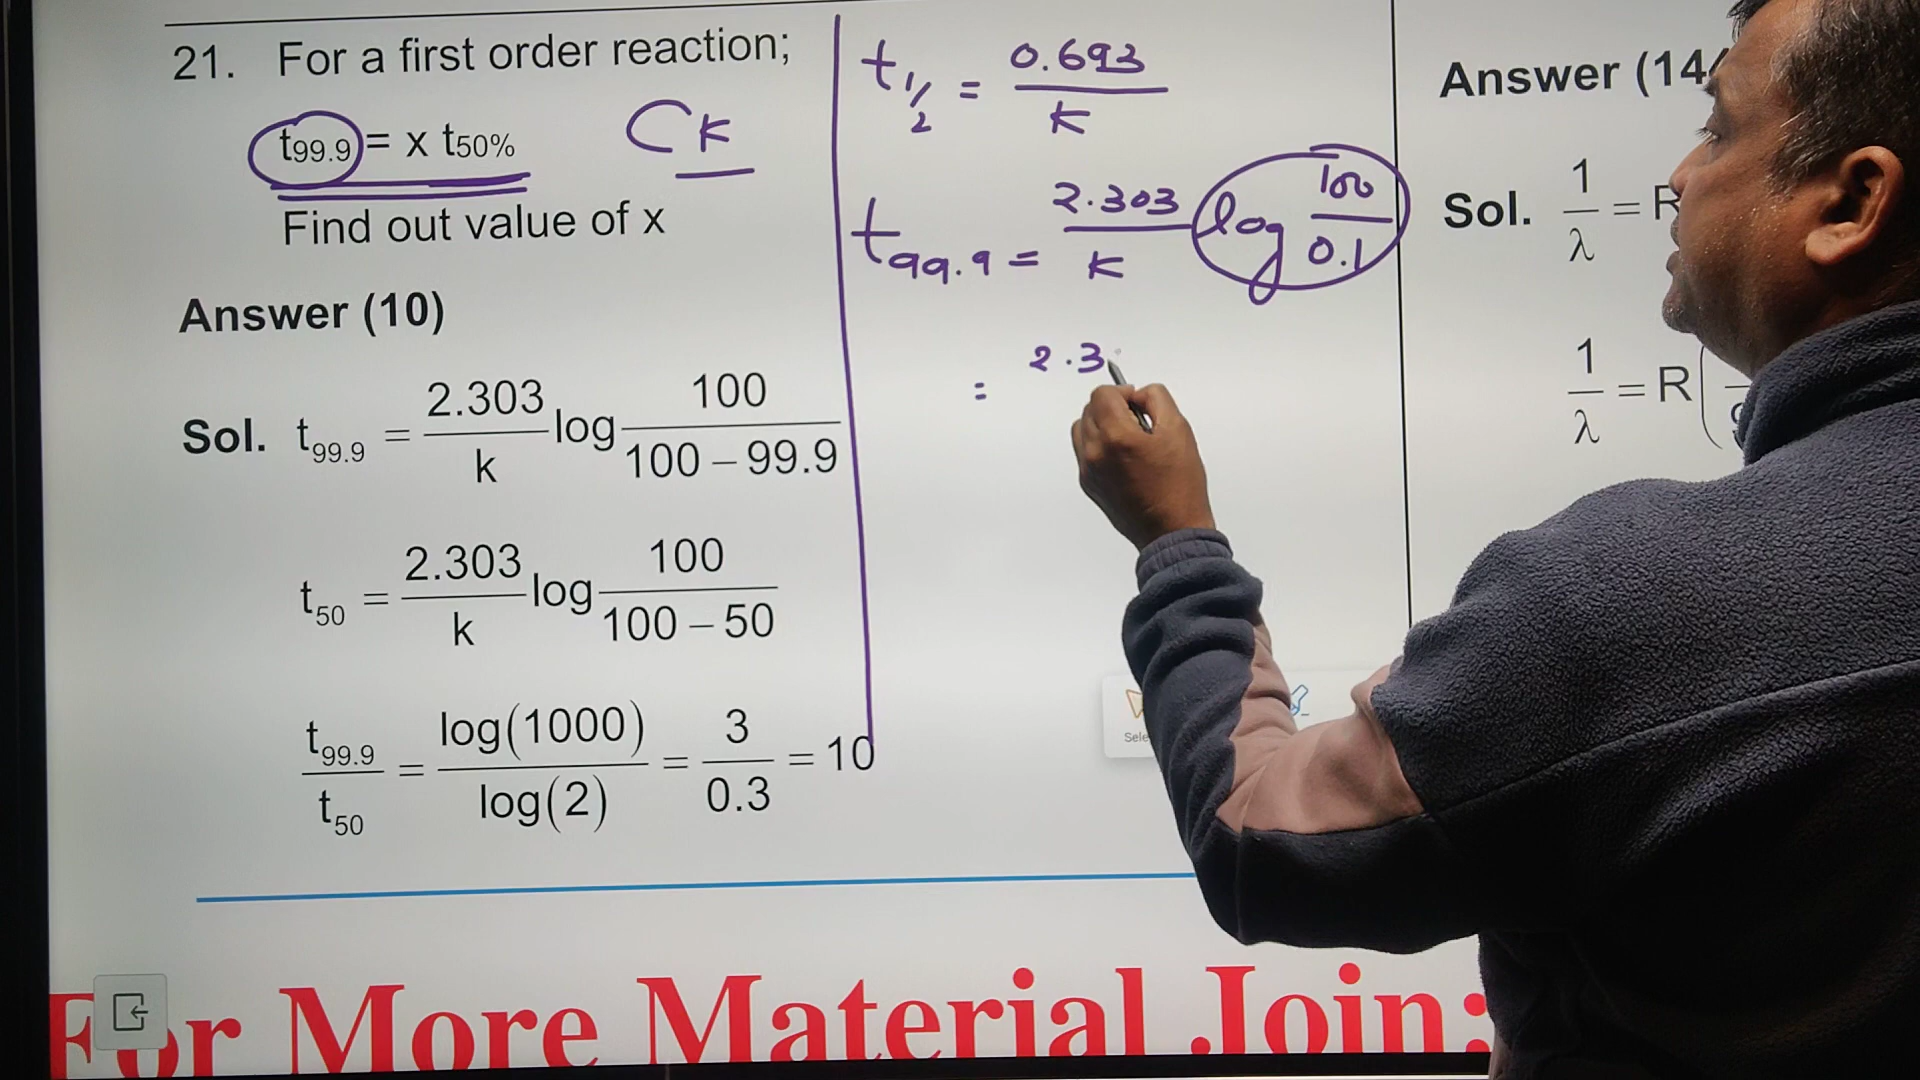 21. For a first order reaction;
t99.9 = x t50%
CK
Find out value of x
Answer (10)
Sol. t99.9 = 2.303/k log 100/(100 – 99.9)
t50 = 2.303/k log 100/(100 – 50)
t99.9/t50 = log(1000)/log(2) = 3/0.3 = 10
t1/2 = 0.693/K
t99.9 = 2.303/K log 100/0.1
= 2.3
Answer (14
Sol. 1/λ = R
1/λ = R(
For More Material Join: